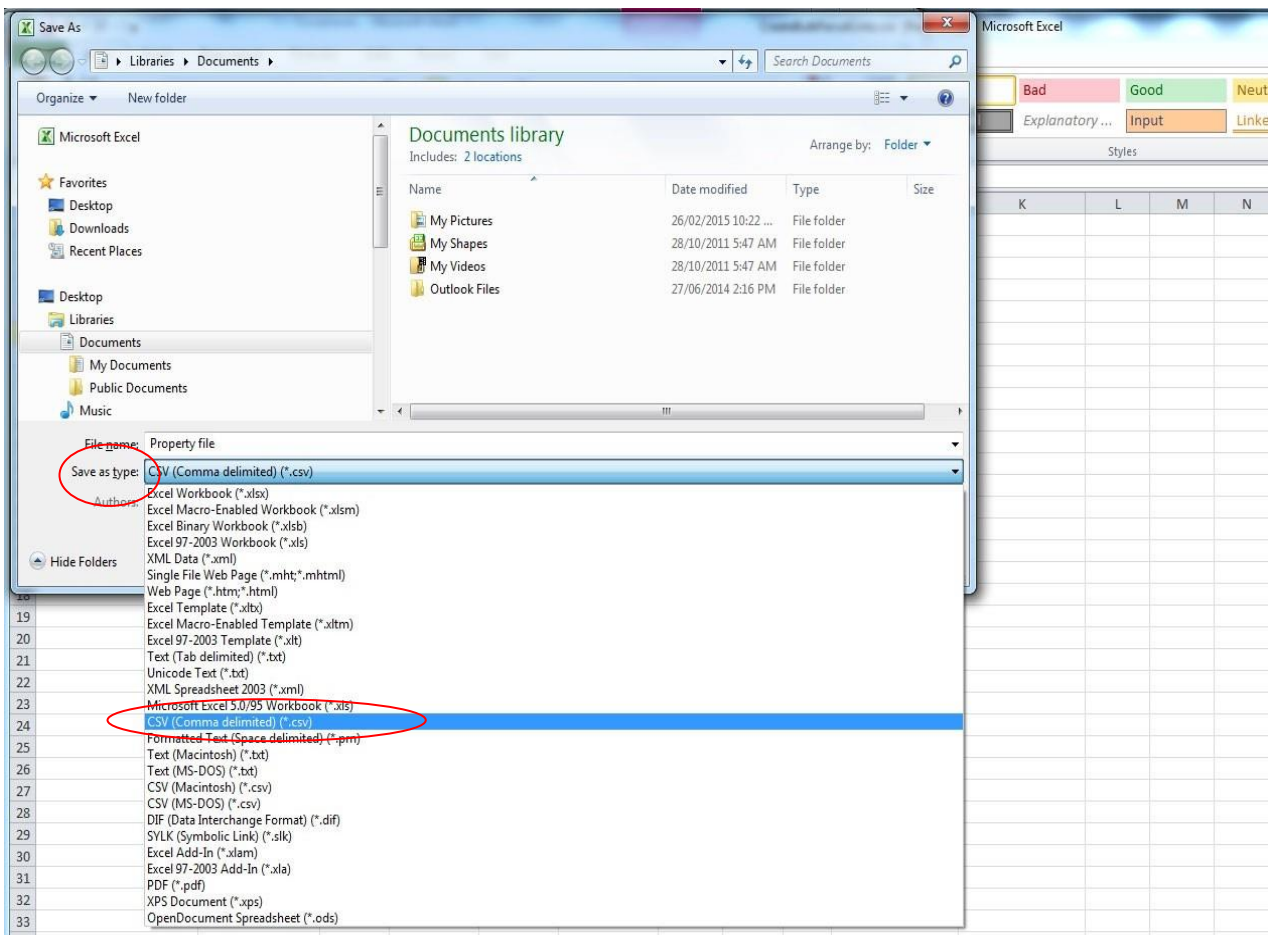 Save As
Microsoft Excel
Libraries Documents
Search Documents
Organize New folder
Bad Good Neut
Explanatory ... Input Linke
Styles
Microsoft Excel
Favorites
Desktop
Downloads
Recent Places
Desktop
Libraries
Documents
My Documents
Public Documents
Music
Documents library
Includes: 2 locations
Arrange by: Folder
Name Date modified Type Size
My Pictures 26/02/2015 10:22 ... File folder
My Shapes 28/10/2011 5:47 AM File folder
My Videos 28/10/2011 5:47 AM File folder
Outlook Files 27/06/2014 2:16 PM File folder
K L M N
File name: Property file
Save as type: CSV (Comma delimited) (*.csv)
Authors:
Hide Folders
Excel Workbook (*.xlsx)
Excel Macro-Enabled Workbook (*.xlsm)
Excel Binary Workbook (*.xlsb)
Excel 97-2003 Workbook (*.xls)
XML Data (*.xml)
Single File Web Page (*.mht;*.mhtml)
Web Page (*.htm;*.html)
Excel Template (*.xltx)
Excel Macro-Enabled Template (*.xltm)
Excel 97-2003 Template (*.xlt)
Text (Tab delimited) (*.txt)
Unicode Text (*.txt)
XML Spreadsheet 2003 (*.xml)
Microsoft Excel 5.0/95 Workbook (*.xls)
CSV (Comma delimited) (*.csv)
Formatted Text (Space delimited) (*.prn)
Text (Macintosh) (*.txt)
Text (MS-DOS) (*.txt)
CSV (Macintosh) (*.csv)
CSV (MS-DOS) (*.csv)
DIF (Data Interchange Format) (*.dif)
SYLK (Symbolic Link) (*.slk)
Excel Add-In (*.xlam)
Excel 97-2003 Add-In (*.xla)
PDF (*.pdf)
XPS Document (*.xps)
OpenDocument Spreadsheet (*.ods)
18
19
20
21
22
23
24
25
26
27
28
29
30
31
32
33